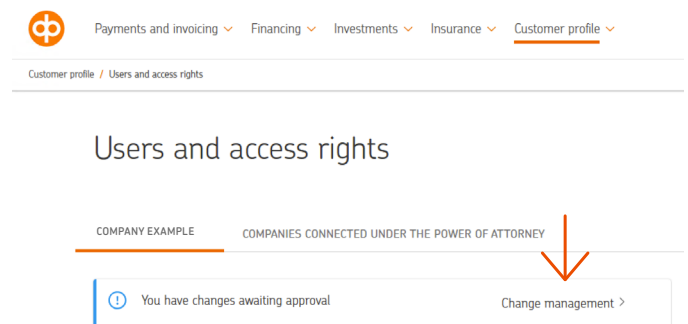 Payments and invoicing Financing Investments Insurance Customer profile
Customer profile / Users and access rights
Users and access rights
COMPANY EXAMPLE COMPANIES CONNECTED UNDER THE POWER OF ATTORNEY
You have changes awaiting approval Change management >